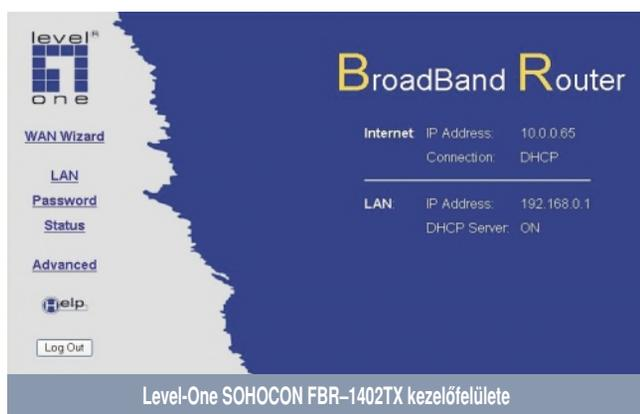 level®
one
WAN Wizard
LAN
Password
Status
Advanced
Help
Log Out
BroadBand Router
Internet IP Address: 10.0.0.65
Connection: DHCP
LAN: IP Address: 192.168.0.1
DHCP Server: ON
Level-One SOHOCON FBR–1402TX kezelőfelülete